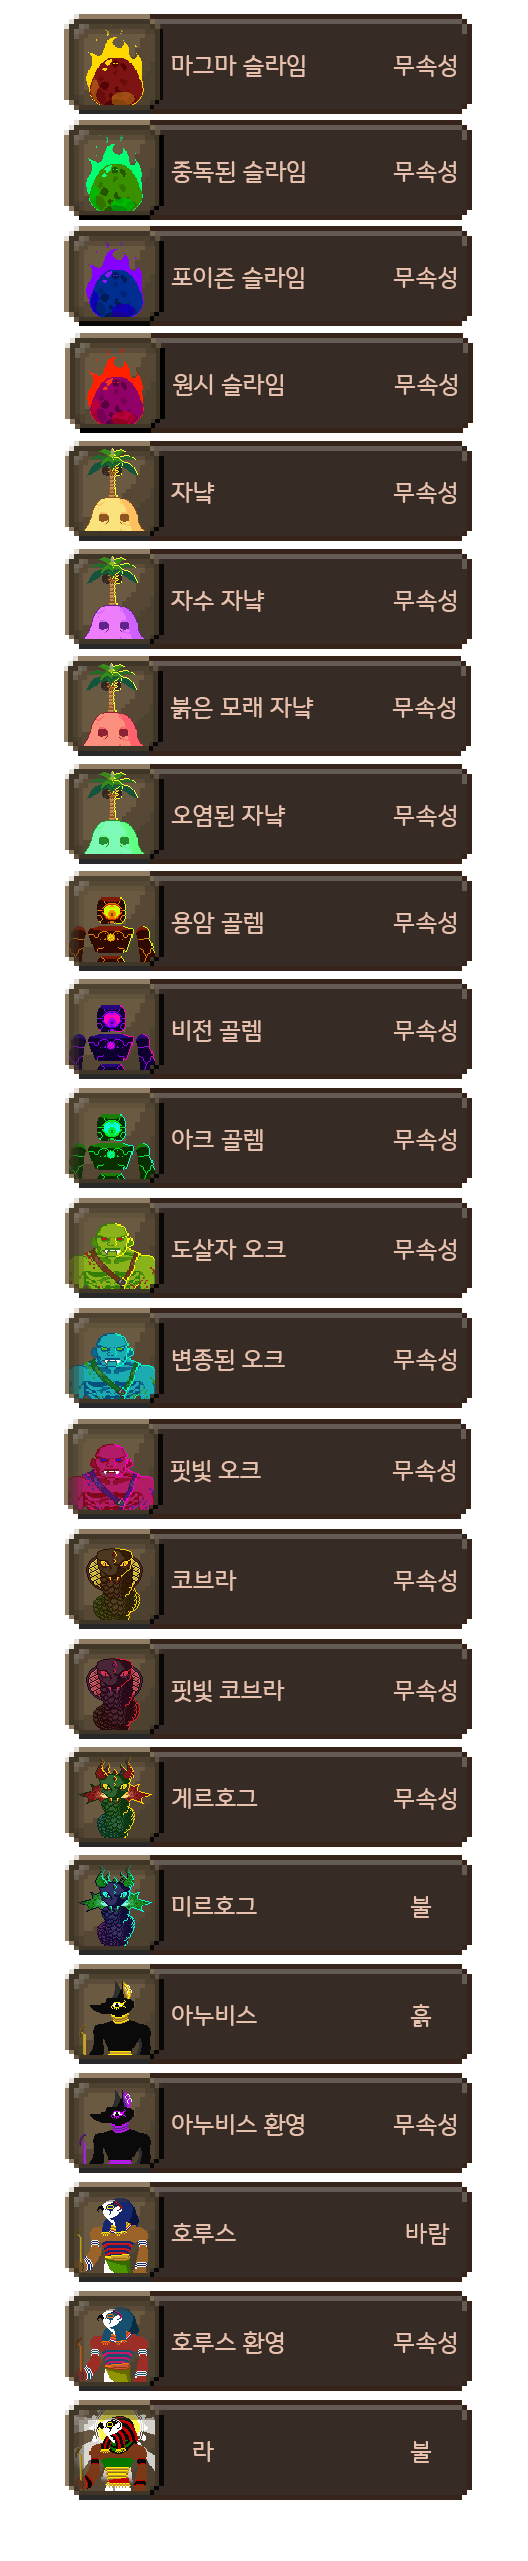 마그마 슬라임 무속성
중독된 슬라임 무속성
포이즌 슬라임 무속성
원시 슬라임 무속성
자냨 무속성
자수 자냨 무속성
붉은 모래 자냨 무속성
오염된 자냨 무속성
용암 골렘 무속성
비전 골렘 무속성
아크 골렘 무속성
도살자 오크 무속성
변종된 오크 무속성
핏빛 오크 무속성
코브라 무속성
핏빛 코브라 무속성
게르호그 무속성
미르호그 불
아누비스 흙
아누비스 환영 무속성
호루스 바람
호루스 환영 무속성
라 불